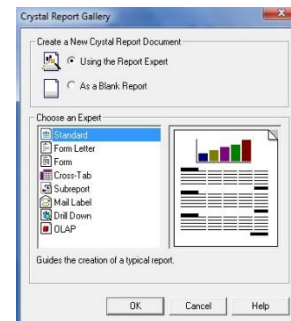 Crystal Report Gallery
Create a New Crystal Report Document
Using the Report Expert
As a Blank Report
Choose an Expert
Standard
Form Letter
Form
Cross-Tab
Subreport
Mail Label
Drill Down
OLAP
Guides the creation of a typical report.
OK Cancel Help